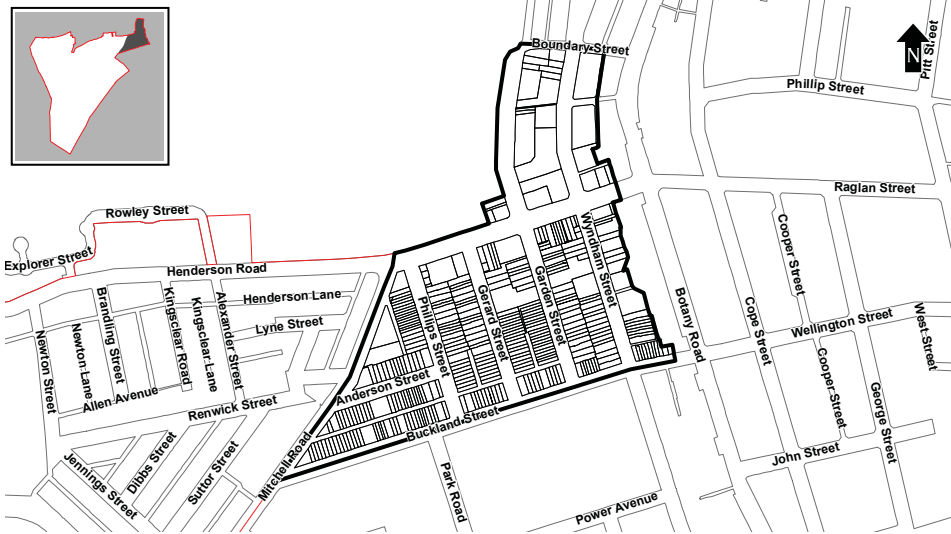 Boundary Street
N
Pitt Street
Phillip Street
Raglan Street
Rowley Street
Explorer Street
Henderson Road
Henderson Lane
Lyne Street
Newton Street
Newton Lane
Brandling Street
Kingsclear Road
Kingsclear Lane
Alexander Street
Allen Avenue
Renwick Street
Jennings Street
Dibbs Street
Suttor Street
Mitchell Road
Phillips Street
Gerard Street
Garden Street
Wyndham Street
Anderson Street
Buckland Street
Park Road
Power Avenue
Botany Road
Cope Street
Cooper Street
Wellington Street
West Street
Cooper Street
George Street
John Street